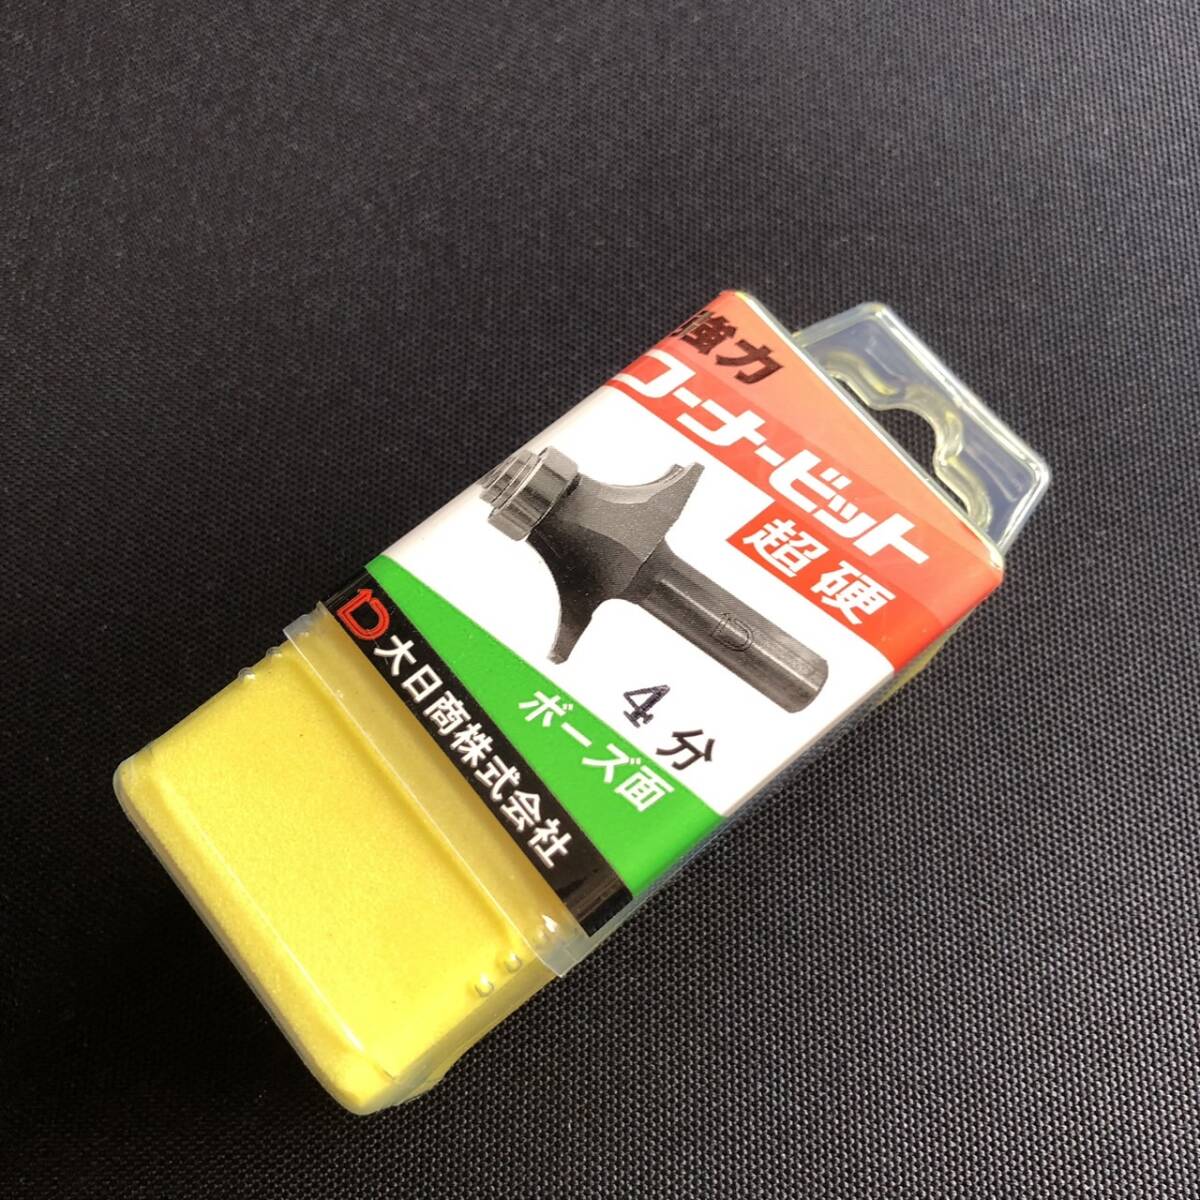 強力
コーナービット
超硬
4分
ボーズ面
大日商株式会社